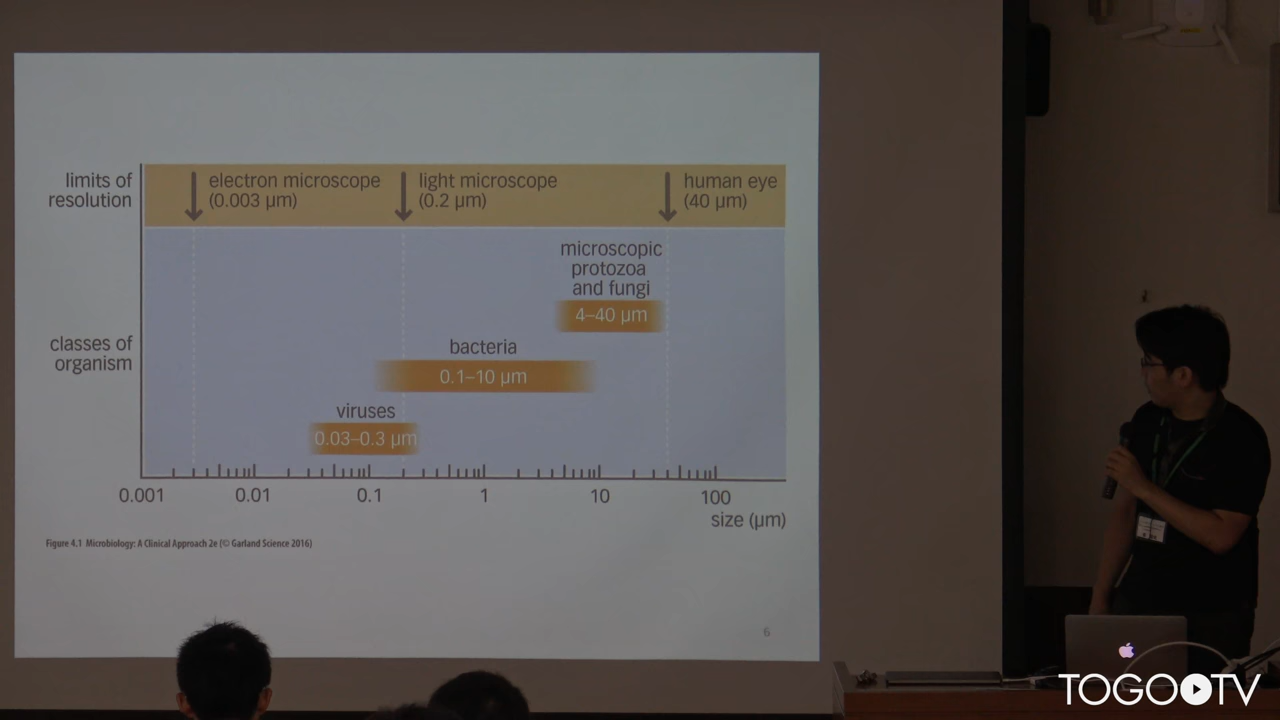 limits of
resolution
electron microscope
(0.003 µm)
light microscope
(0.2 µm)
human eye
(40 µm)
microscopic
protozoa
and fungi
4–40 µm
classes of
organism
bacteria
0.1–10 µm
viruses
0.03–0.3 µm
0.001
0.01
0.1
1
10
100
size (µm)
Figure 4.1 Microbiology: A Clinical Approach 2e (© Garland Science 2016)
6
TOGO TV